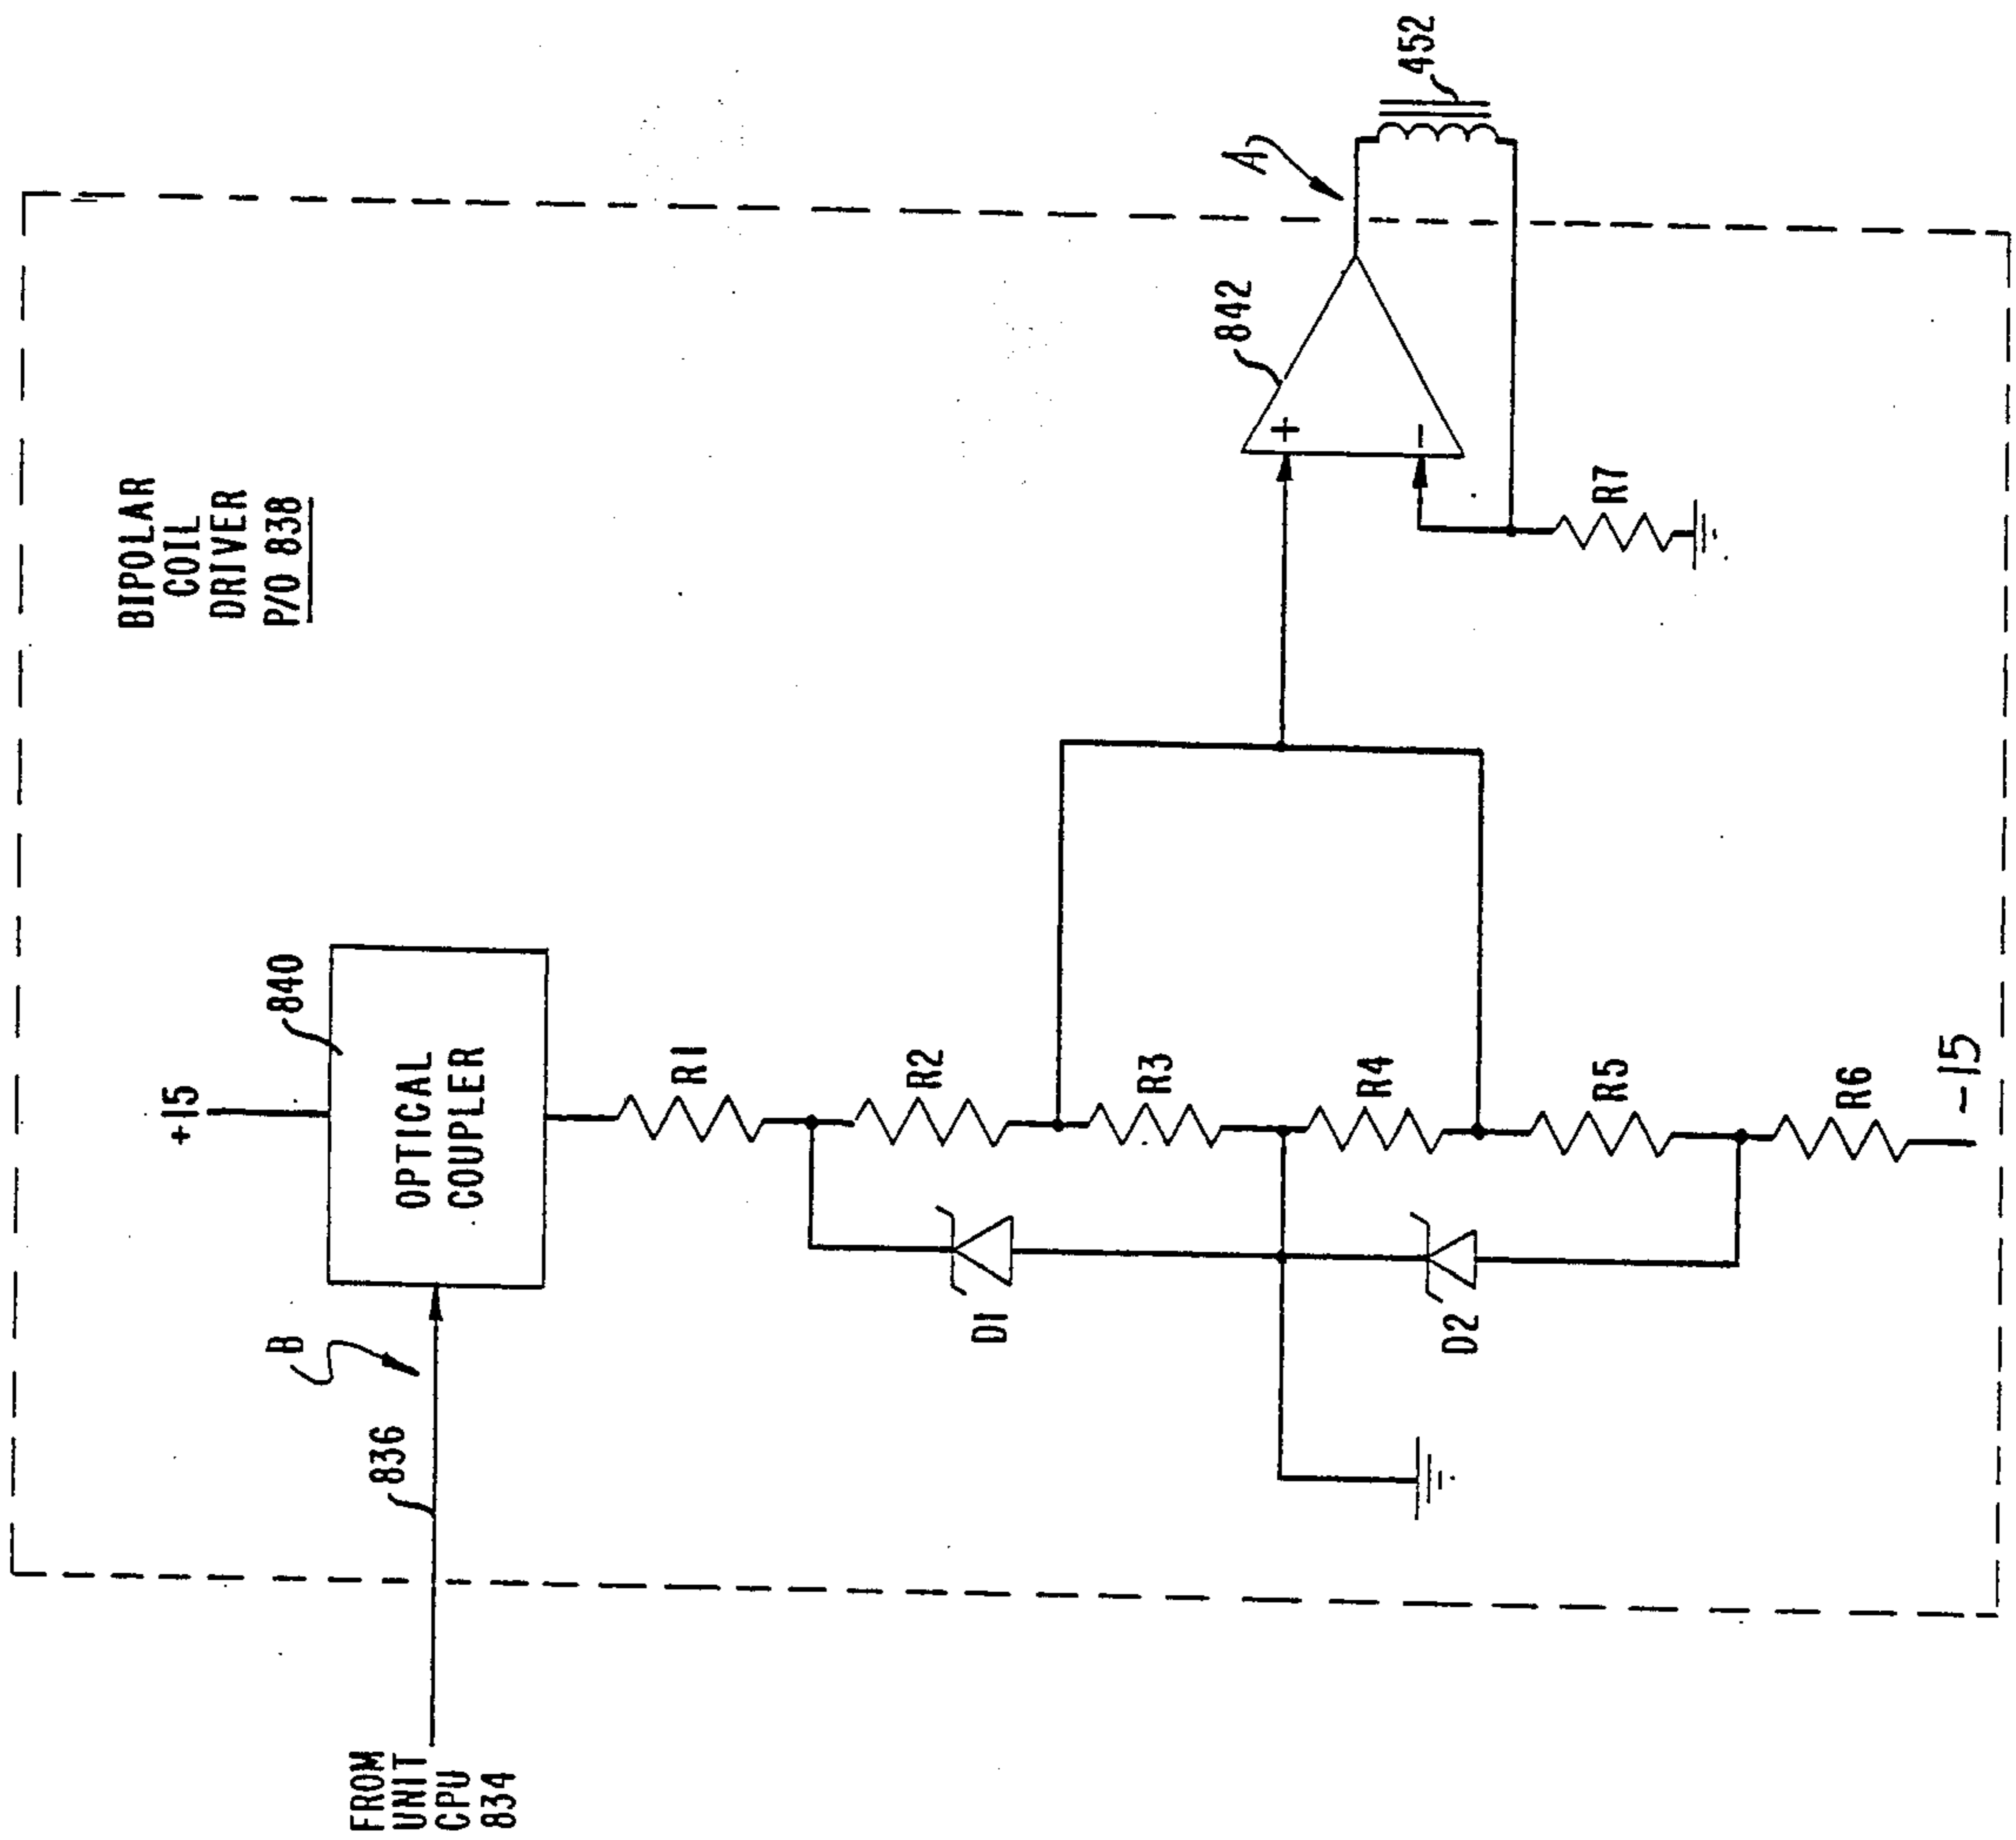 BIPOLAR
COIL
DRIVER
P/O 838
+15
840
OPTICAL
COUPLER
B
836
FROM
UNIT
CPU
834
R1
R2
R3
R4
R5
R6
-15
D1
D2
842
+
-
A
452
R7